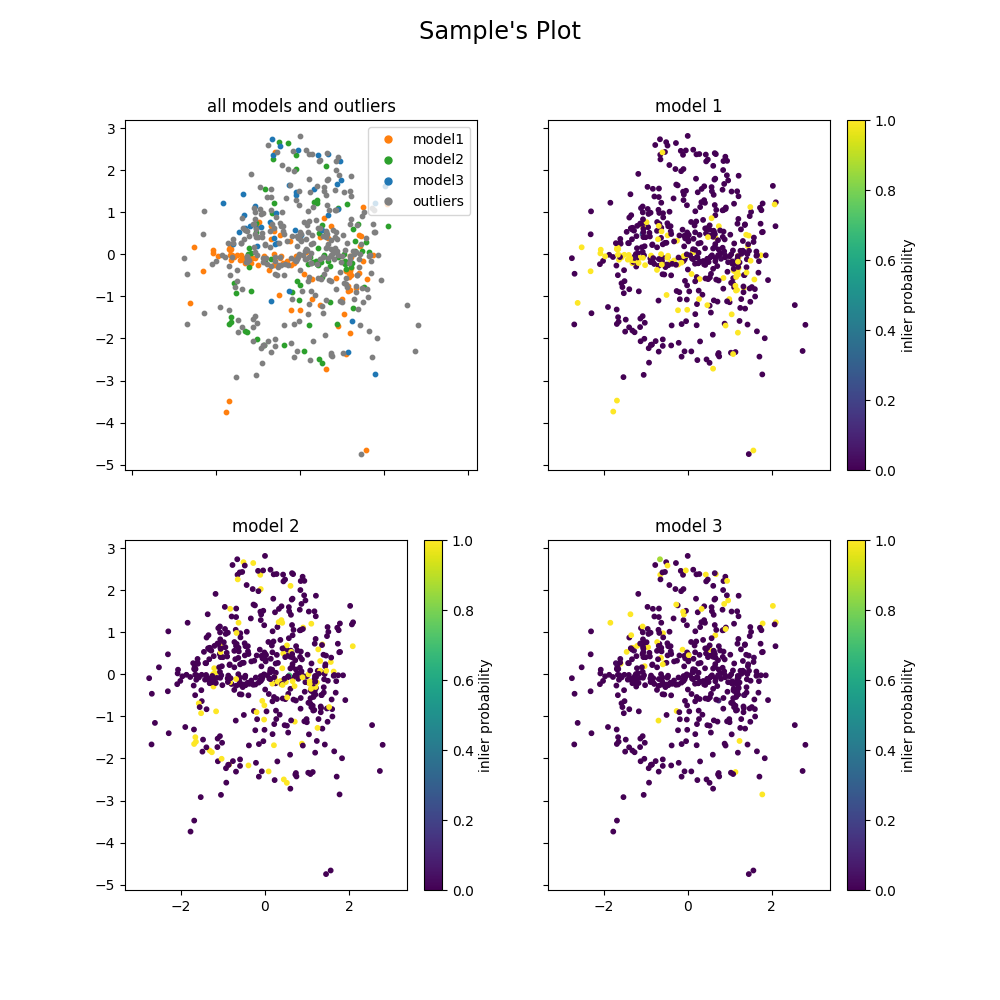 Sample's Plot
all models and outliers
3
2
1
0
−1
−2
−3
−4
−5
model1
model2
model3
outliers
model 1
1.0
0.8
0.6
0.4
0.2
0.0
inlier probability
model 2
3
2
1
0
−1
−2
−3
−4
−5
−2 0 2
1.0
0.8
0.6
0.4
0.2
0.0
inlier probability
model 3
−2 0 2
1.0
0.8
0.6
0.4
0.2
0.0
inlier probability